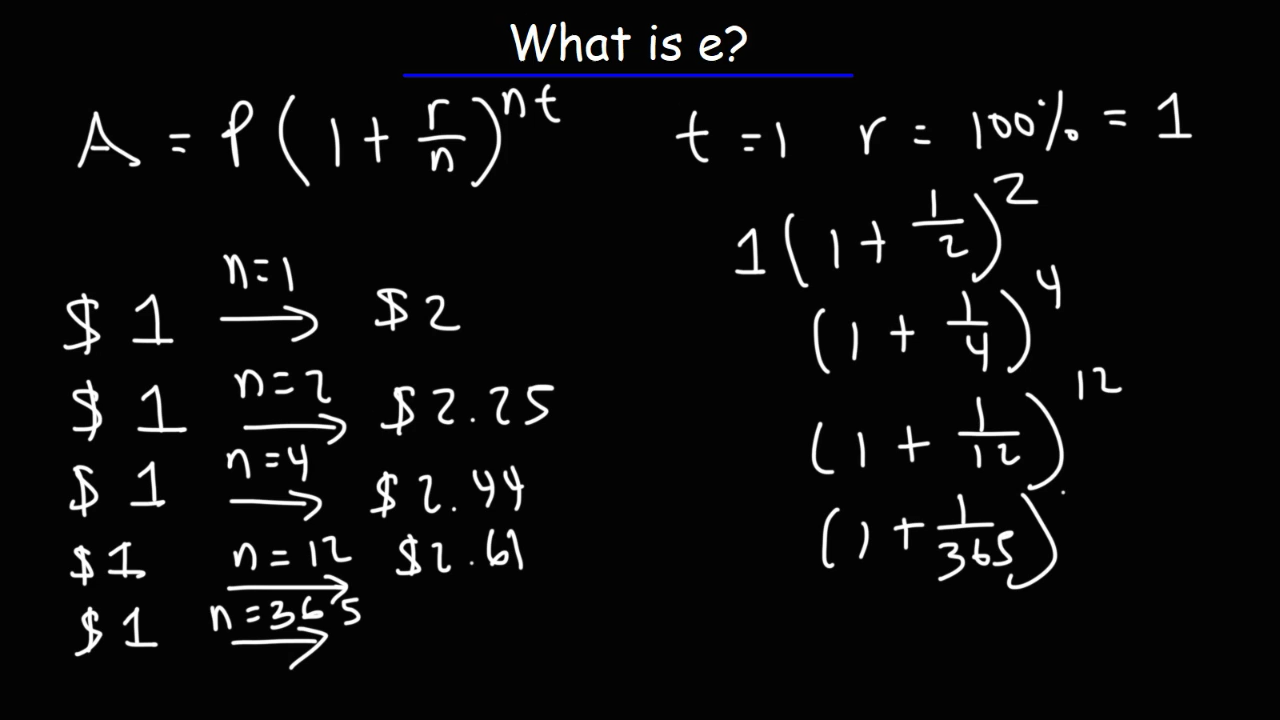 What is e?
A = P(1 + r/n)^nt
t = 1 r = 100% = 1
1(1 + 1/2)^2
(1 + 1/4)^4
(1 + 1/12)^12
(1 + 1/365)
$1 n=1 → $2
$1 n=2 → $2.25
$1 n=4 → $2.44
$1 n=12 → $2.61
$1 n=365 →